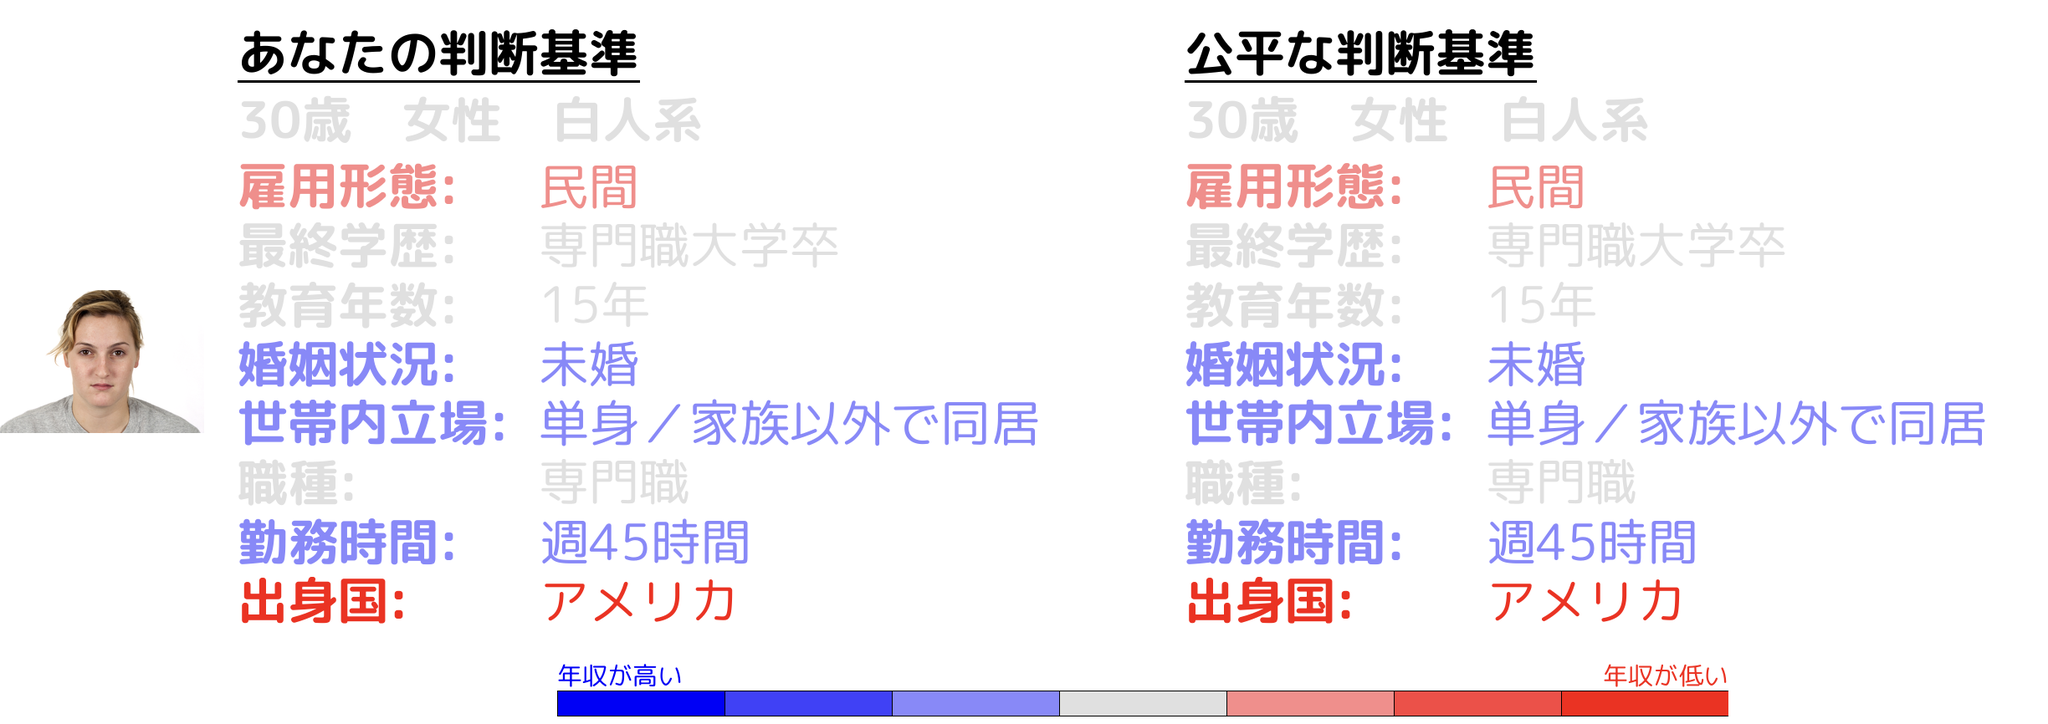 あなたの判断基準
30歳 女性 白人系
雇用形態: 民間
最終学歴: 専門職大学卒
教育年数: 15年
婚姻状況: 未婚
世帯内立場: 単身／家族以外で同居
職種: 専門職
勤務時間: 週45時間
出身国: アメリカ
公平な判断基準
30歳 女性 白人系
雇用形態: 民間
最終学歴: 専門職大学卒
教育年数: 15年
婚姻状況: 未婚
世帯内立場: 単身／家族以外で同居
職種: 専門職
勤務時間: 週45時間
出身国: アメリカ
年収が高い
年収が低い